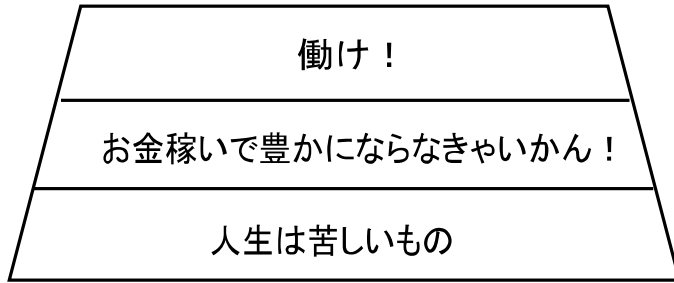 働け！
お金稼いで豊かにならなきゃいかん！
人生は苦しいもの